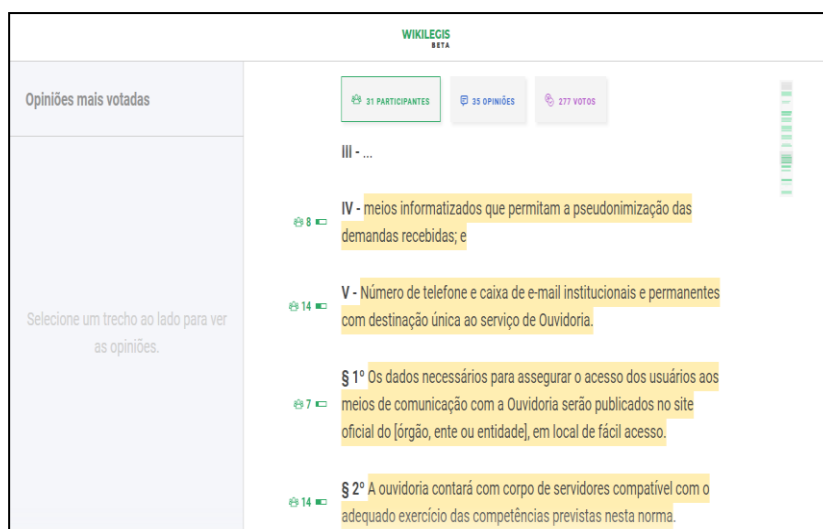 WIKILEGIS
BETA
Opiniões mais votadas
31 PARTICIPANTES
35 OPINIÕES
277 VOTOS
III - ...
8
IV - meios informatizados que permitam a pseudonimização das
demandas recebidas; e
14
V - Número de telefone e caixa de e-mail institucionais e permanentes
com destinação única ao serviço de Ouvidoria.
Selecione um trecho ao lado para ver
as opiniões.
7
§ 1º Os dados necessários para assegurar o acesso dos usuários aos
meios de comunicação com a Ouvidoria serão publicados no site
oficial do [órgão, ente ou entidade], em local de fácil acesso.
14
§ 2º A ouvidoria contará com corpo de servidores compatível com o
adequado exercício das competências previstas nesta norma.